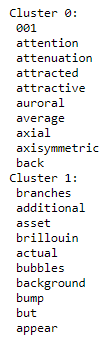 Cluster 0:
001
attention
attenuation
attracted
attractive
auroral
average
axial
axisymmetric
back
Cluster 1:
branches
additional
asset
brillouin
actual
bubbles
background
bump
but
appear